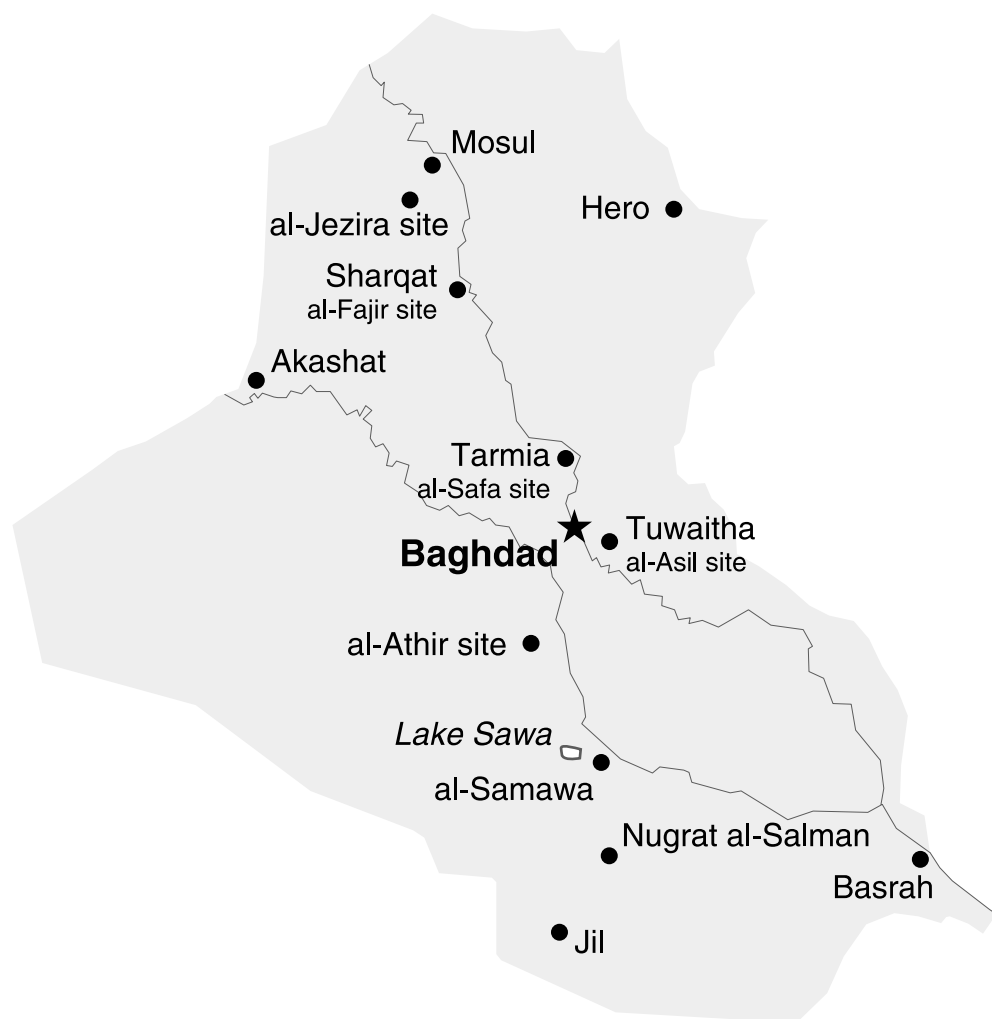 Mosul
Hero
al-Jezira site
Sharqat
al-Fajir site
Akashat
Tarmia
al-Safa site
Tuwaitha
Baghdad
al-Asil site
al-Athir site
Lake Sawa
al-Samawa
Nugrat al-Salman
Basrah
Jil